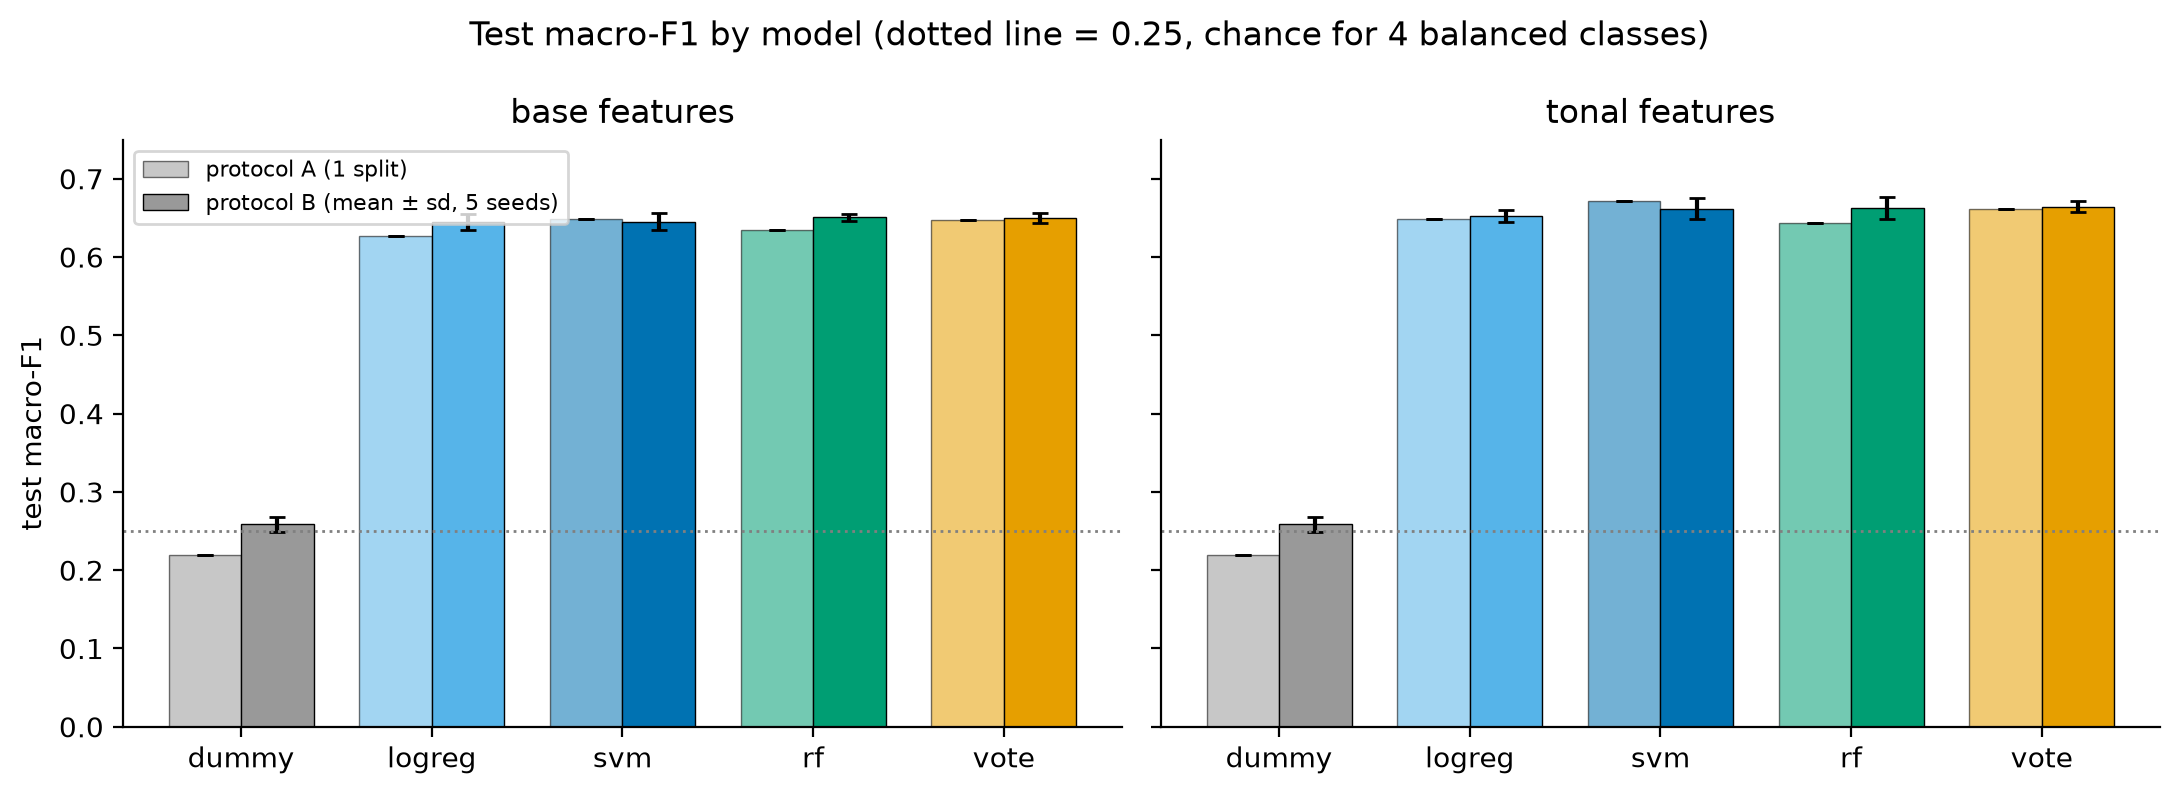 Test macro-F1 by model (dotted line = 0.25, chance for 4 balanced classes)
base features
tonal features
protocol A (1 split)
protocol B (mean ± sd, 5 seeds)
test macro-F1
0.7
0.6
0.5
0.4
0.3
0.2
0.1
0.0
dummy logreg svm rf vote
dummy logreg svm rf vote